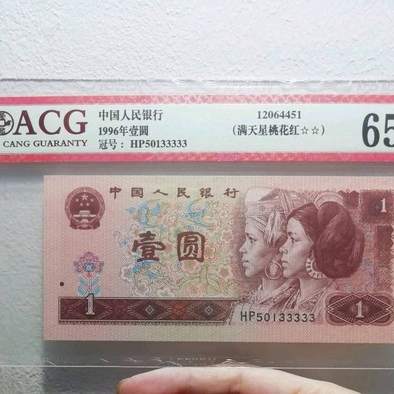 ACG
CANG GUARANTY
中国人民银行
1996年壹圆
冠号： HP50133333
12064451
(满天星桃花红☆☆)
65
中国人民银行
壹圆
1
1
1
HP50133333